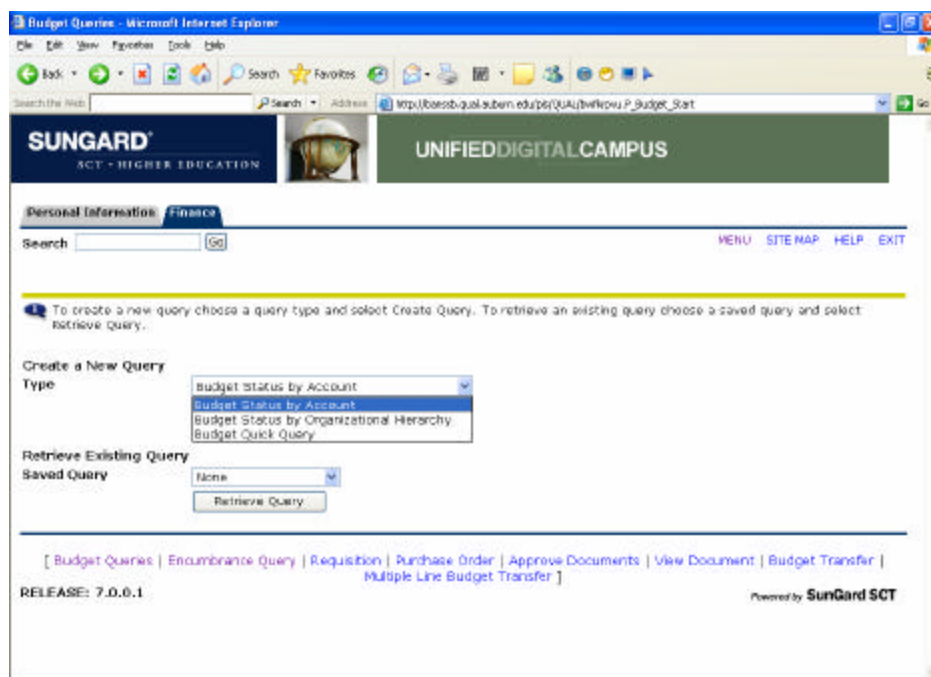 Budget Queries - Microsoft Internet Explorer
File Edit View Favorites Tools Help
Back Search Favorites
Search the Web Search Address
Go
SUNGARD
SCT • HIGHER EDUCATION
UNIFIEDDIGITALCAMPUS
Personal Information Finance
Search Go MENU SITE MAP HELP EXIT
To create a new query choose a query type and select Create Query. To retrieve an existing query choose a saved query and select
Retrieve Query.
Create a New Query
Type Budget Status by Account
Budget Status by Account
Budget Status by Organizational Hierarchy
Budget Quick Query
Retrieve Existing Query
Saved Query None
Retrieve Query
[ Budget Queries | Encumbrance Query | Requisition | Purchase Order | Approve Documents | View Document | Budget Transfer |
Multiple Line Budget Transfer ]
RELEASE: 7.0.0.1 Powered by SunGard SCT